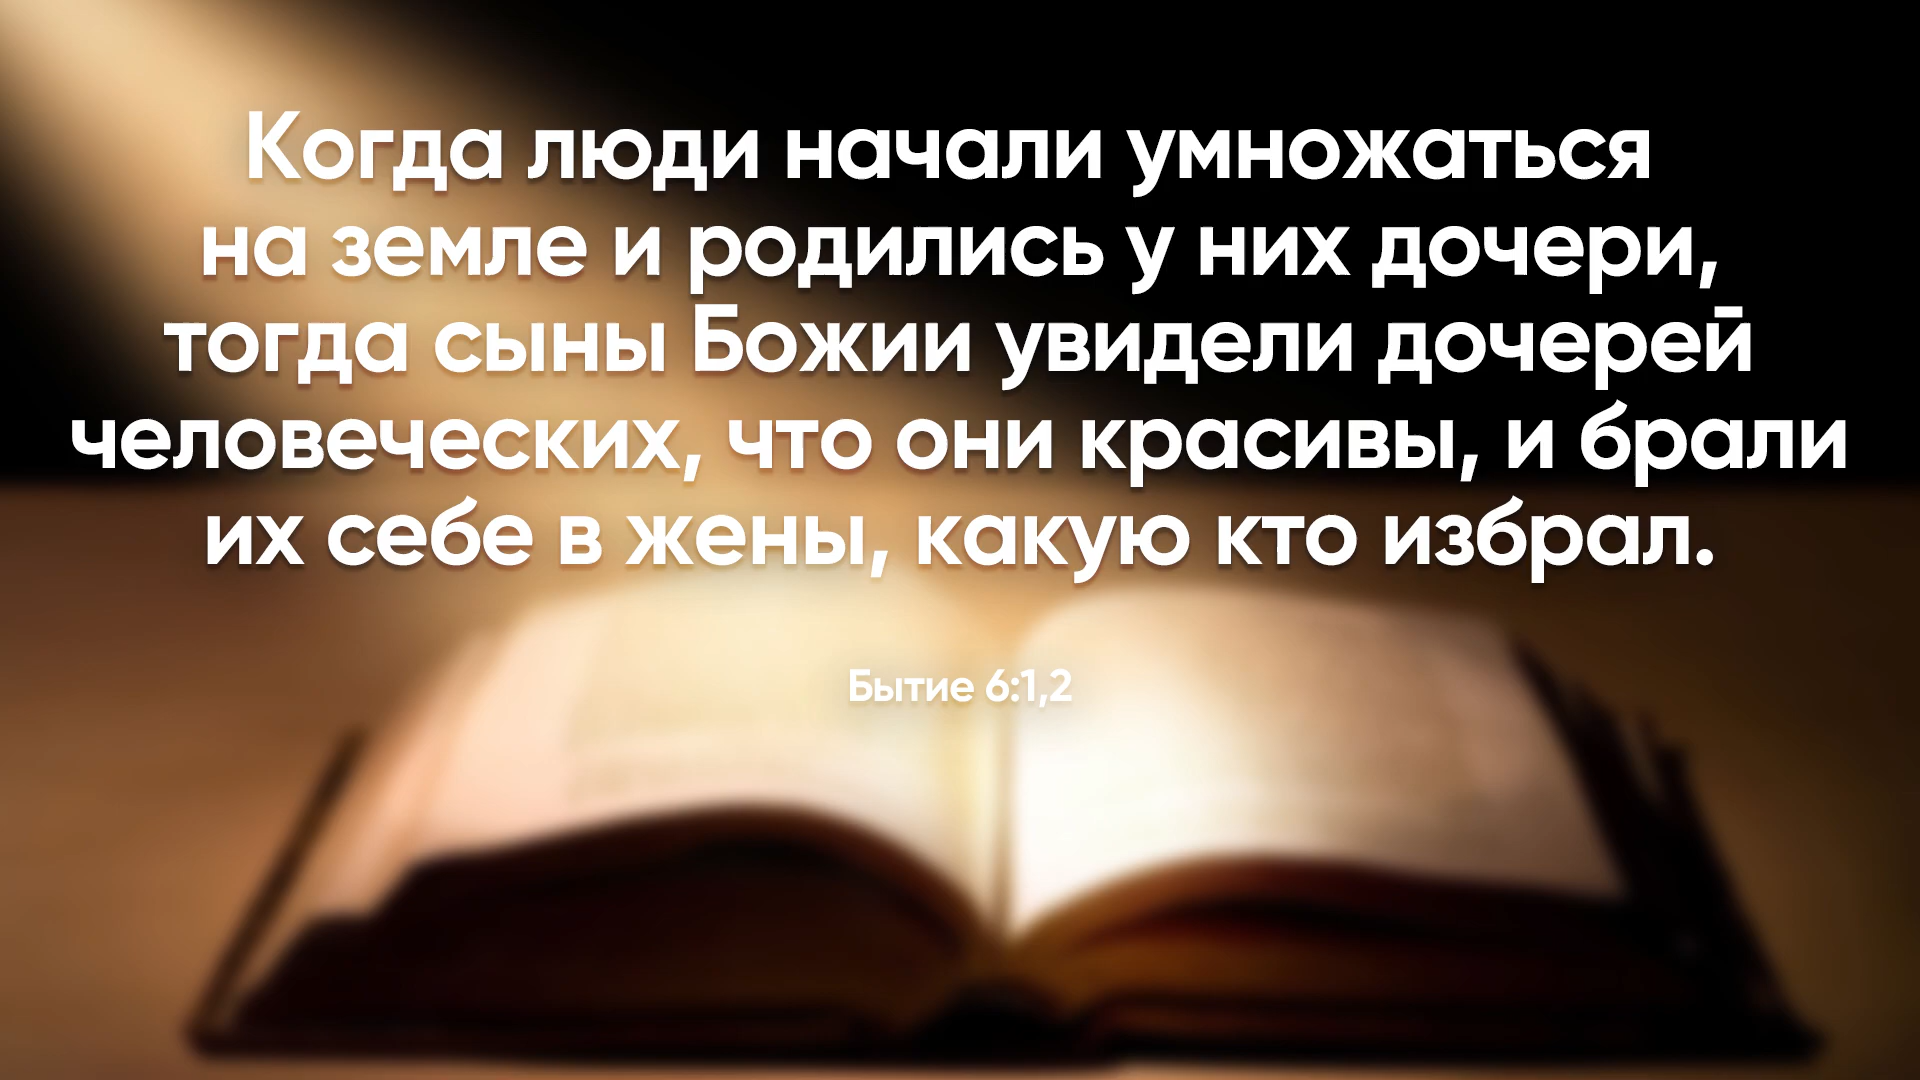 Когда люди начали умножаться
на земле и родились у них дочери,
тогда сыны Божии увидели дочерей
человеческих, что они красивы, и брали
их себе в жены, какую кто избрал.
Бытие 6:1,2